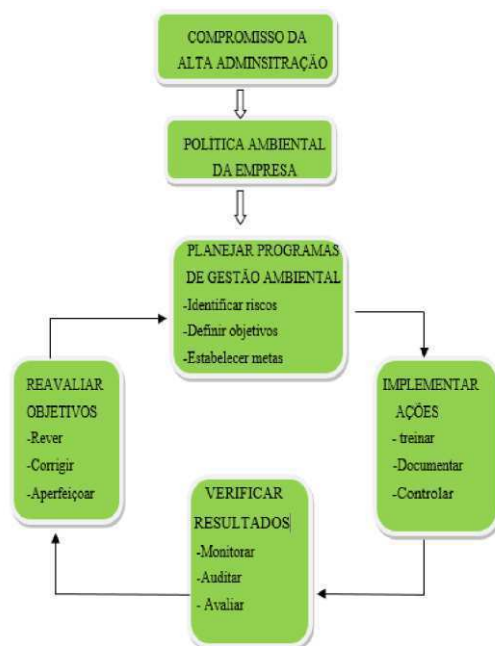 COMPROMISSO DA
ALTA ADMINSITRAÇÃO
POLÍTICA AMBIENTAL
DA EMPRESA
PLANEJAR PROGRAMAS
DE GESTÃO AMBIENTAL
-Identificar riscos
-Definir objetivos
-Estabelecer metas
IMPLEMENTAR
AÇÕES
- treinar
-Documentar
-Controlar
VERIFICAR
RESULTADOS
-Monitorar
-Auditar
- Avaliar
REAVALIAR
OBJETIVOS
-Rever
-Corrigir
-Aperfeiçoar